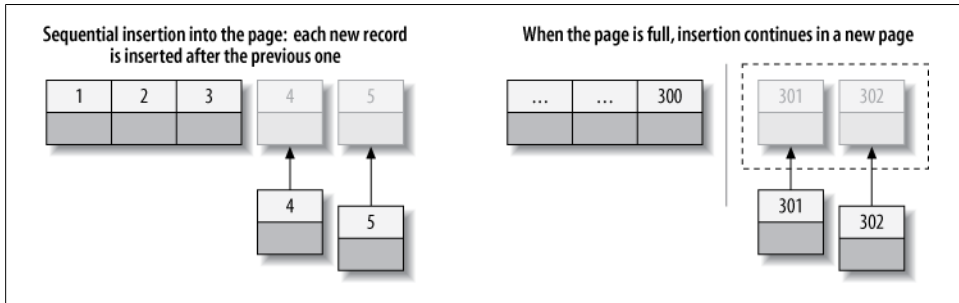 Sequential insertion into the page: each new record
is inserted after the previous one
1 2 3 4 5
4
5
When the page is full, insertion continues in a new page
... ... 300 301 302
301
302